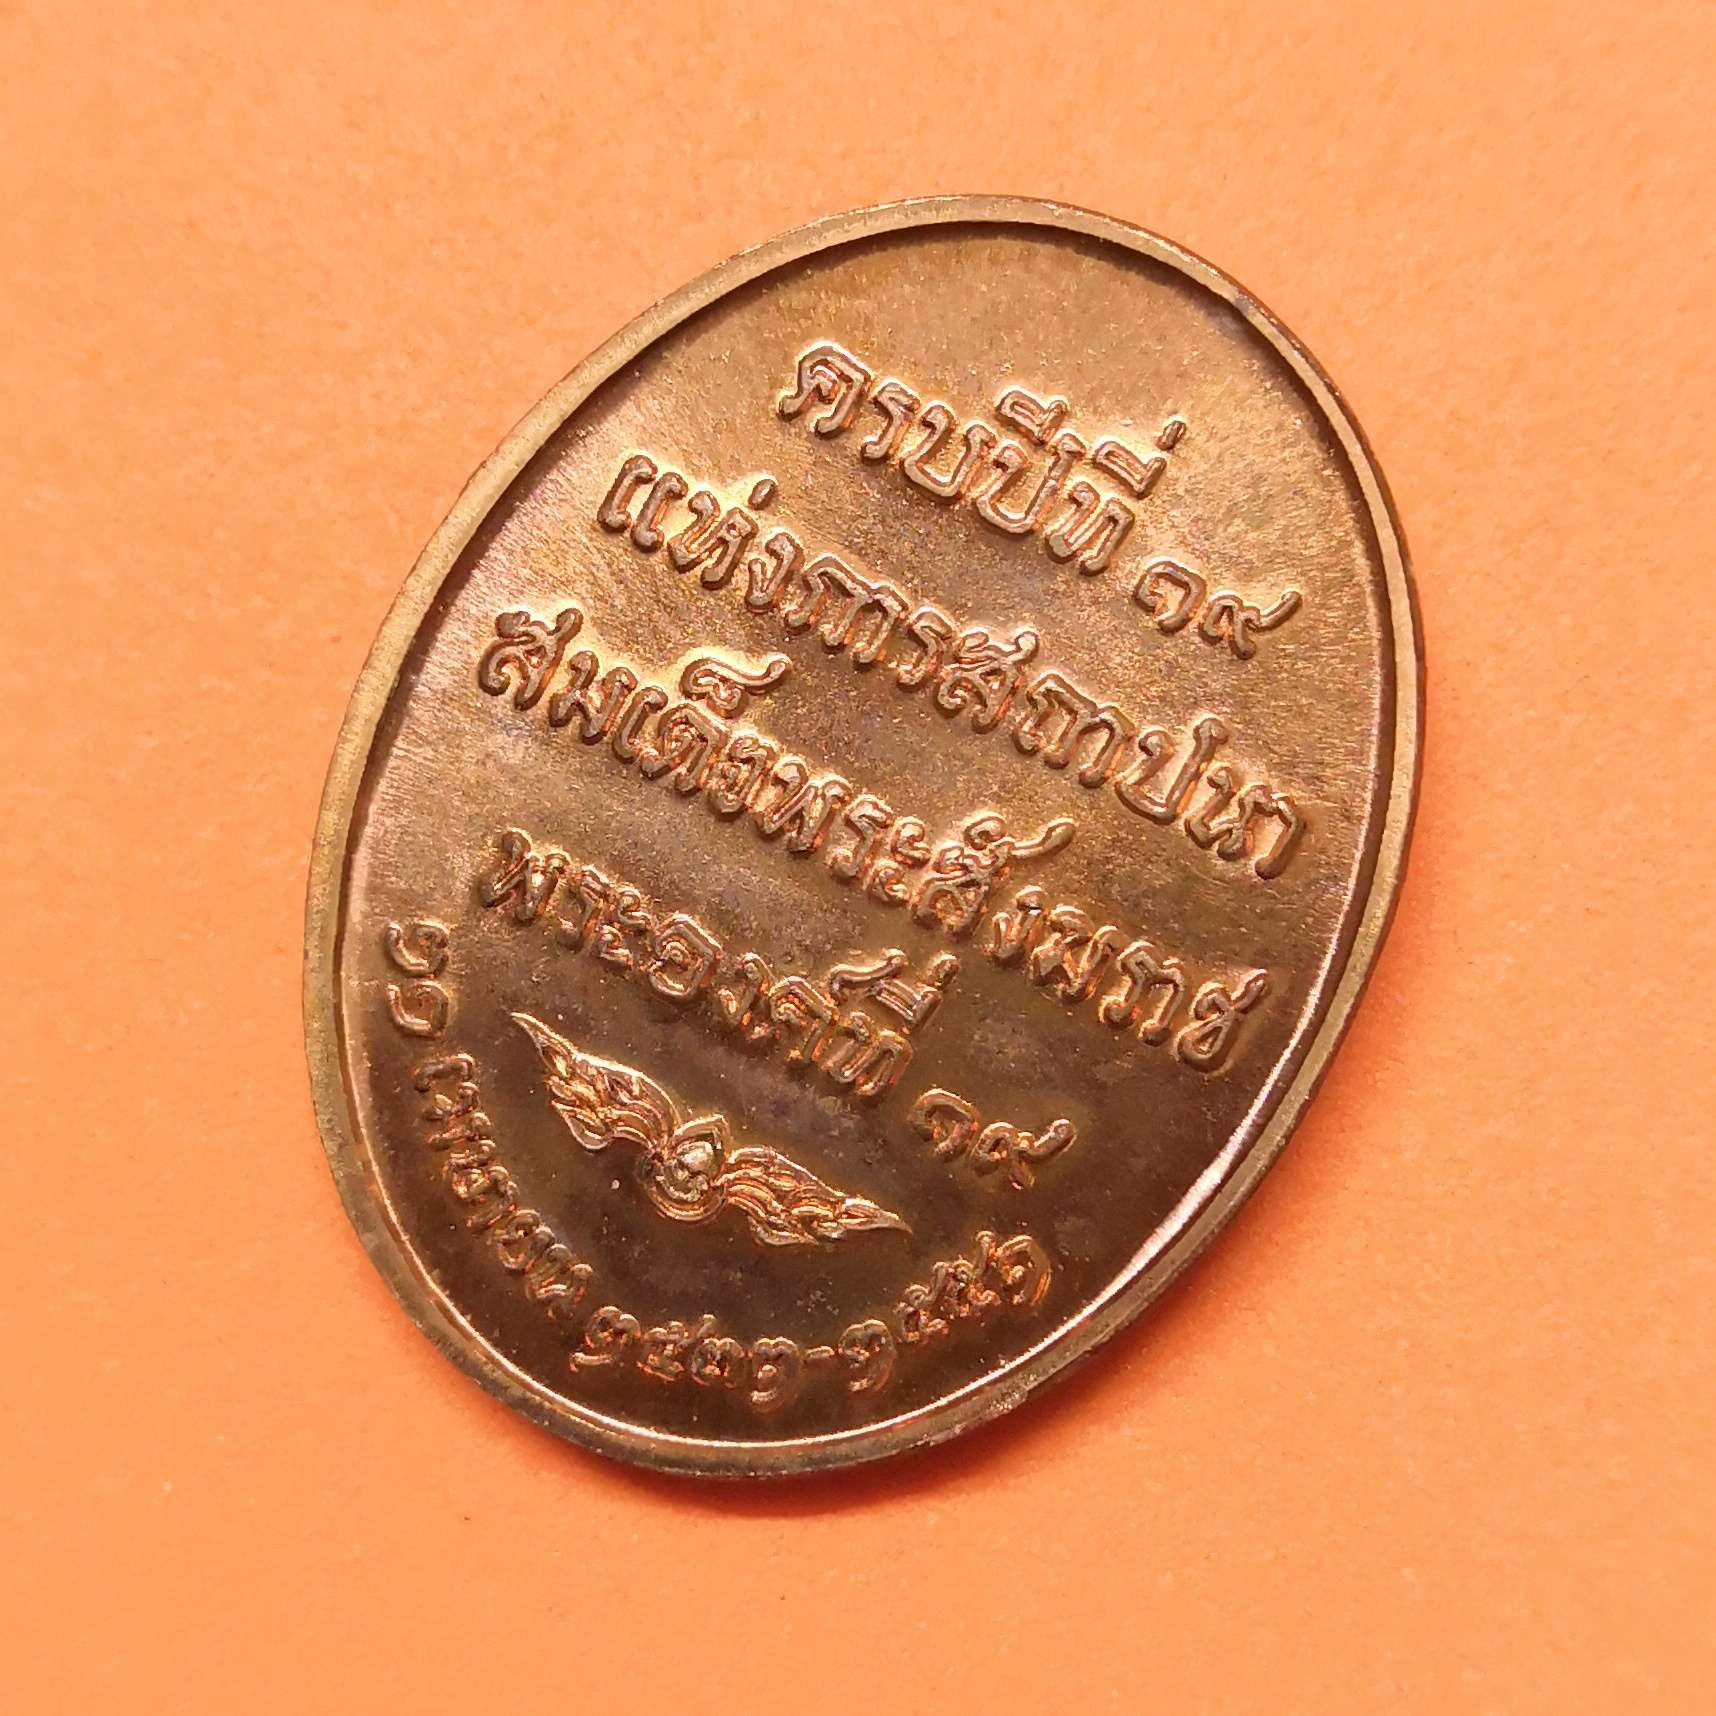 ครบปีที่ ๑๙
แห่งการสถาปนา
สมเด็จพระสังฆราช
พระองค์ที่ ๑๙
๒๑ เมษายน ๒๕๓๒-๒๕๕๑